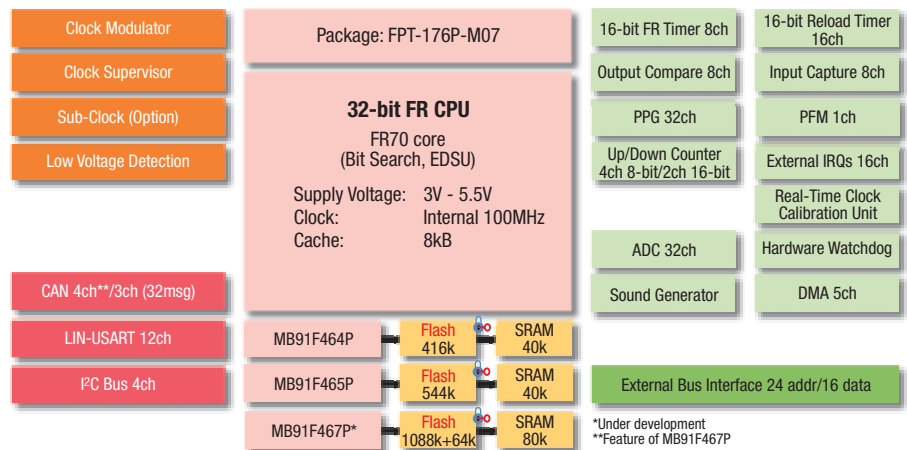 Clock Modulator
Clock Supervisor
Sub-Clock (Option)
Low Voltage Detection
CAN 4ch**/3ch (32msg)
LIN-USART 12ch
I²C Bus 4ch
Package: FPT-176P-M07
32-bit FR CPU
FR70 core
(Bit Search, EDSU)
Supply Voltage: 3V - 5.5V
Clock: Internal 100MHz
Cache: 8kB
MB91F464P
Flash
416k
SRAM
40k
MB91F465P
Flash
544k
SRAM
40k
MB91F467P*
Flash
1088k+64k
SRAM
80k
16-bit FR Timer 8ch
16-bit Reload Timer
16ch
Output Compare 8ch
Input Capture 8ch
PPG 32ch
PFM 1ch
Up/Down Counter
4ch 8-bit/2ch 16-bit
External IRQs 16ch
Real-Time Clock
Calibration Unit
ADC 32ch
Hardware Watchdog
Sound Generator
DMA 5ch
External Bus Interface 24 addr/16 data
*Under development
**Feature of MB91F467P